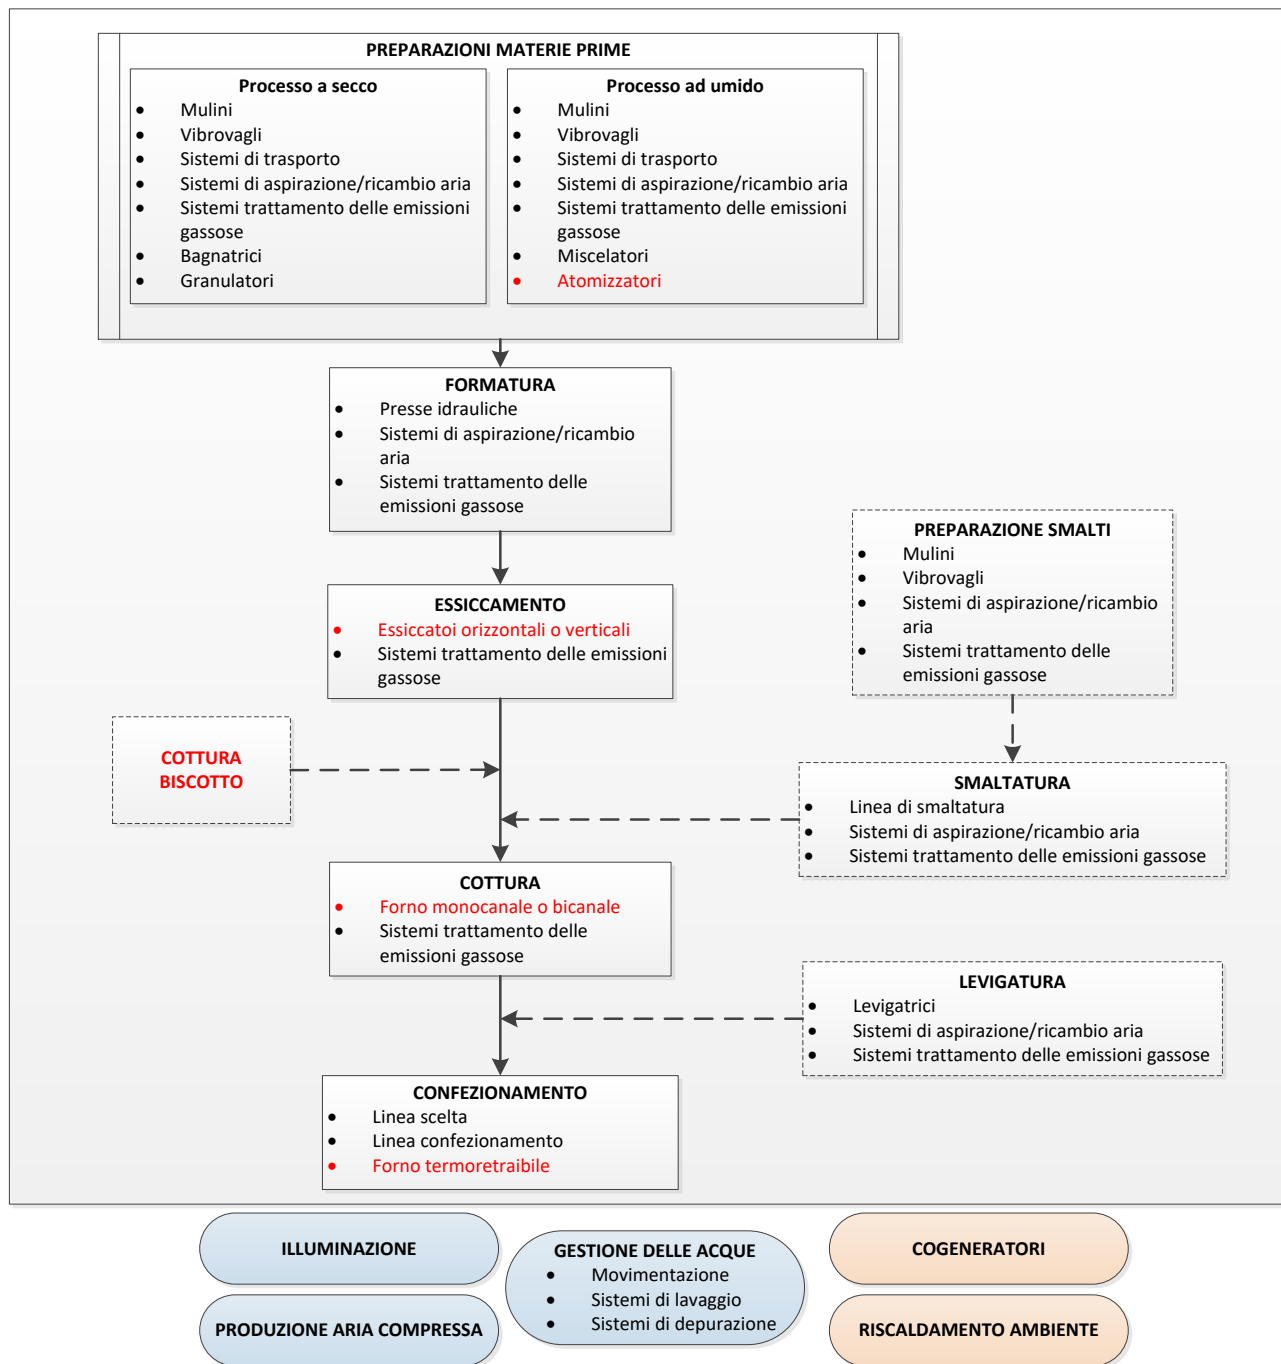 PREPARAZIONI MATERIE PRIME
Processo a secco
• Mulini
• Vibrovagli
• Sistemi di trasporto
• Sistemi di aspirazione/ricambio aria
• Sistemi trattamento delle emissioni
gassose
• Bagnatrici
• Granulatori
Processo ad umido
• Mulini
• Vibrovagli
• Sistemi di trasporto
• Sistemi di aspirazione/ricambio aria
• Sistemi trattamento delle emissioni
gassose
• Miscelatori
• Atomizzatori
FORMATURA
• Presse idrauliche
• Sistemi di aspirazione/ricambio
aria
• Sistemi trattamento delle
emissioni gassose
PREPARAZIONE SMALTI
• Mulini
• Vibrovagli
• Sistemi di aspirazione/ricambio
aria
• Sistemi trattamento delle
emissioni gassose
ESSICCAMENTO
• Essiccatoi orizzontali o verticali
• Sistemi trattamento delle emissioni
gassose
COTTURA
BISCOTTO
SMALTATURA
• Linea di smaltatura
• Sistemi di aspirazione/ricambio aria
• Sistemi trattamento delle emissioni gassose
COTTURA
• Forno monocanale o bicanale
• Sistemi trattamento delle
emissioni gassose
LEVIGATURA
• Levigatrici
• Sistemi di aspirazione/ricambio aria
• Sistemi trattamento delle emissioni gassose
CONFEZIONAMENTO
• Linea scelta
• Linea confezionamento
• Forno termoretraibile
ILLUMINAZIONE
GESTIONE DELLE ACQUE
• Movimentazione
• Sistemi di lavaggio
• Sistemi di depurazione
COGENERATORI
PRODUZIONE ARIA COMPRESSA
RISCALDAMENTO AMBIENTE